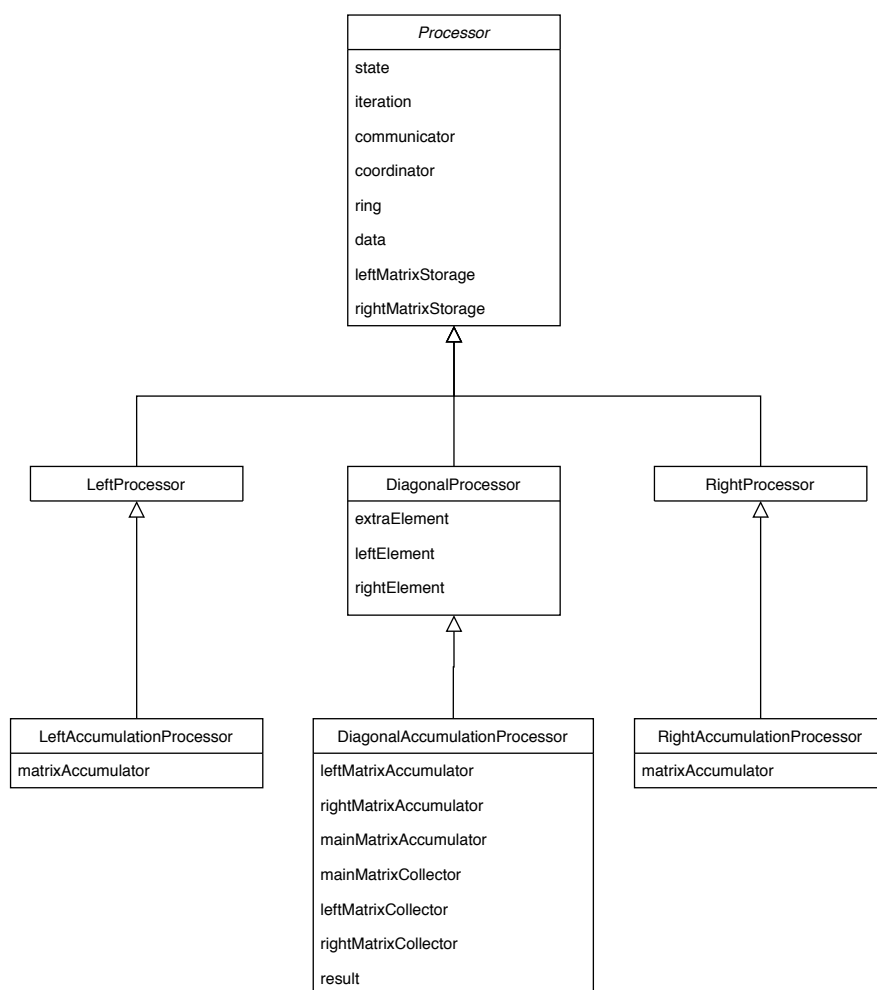 Processor
state
iteration
communicator
coordinator
ring
data
leftMatrixStorage
rightMatrixStorage
LeftProcessor
DiagonalProcessor
extraElement
leftElement
rightElement
RightProcessor
LeftAccumulationProcessor
matrixAccumulator
DiagonalAccumulationProcessor
leftMatrixAccumulator
rightMatrixAccumulator
mainMatrixAccumulator
mainMatrixCollector
leftMatrixCollector
rightMatrixCollector
result
RightAccumulationProcessor
matrixAccumulator